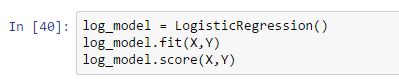 In [40]: log_model = LogisticRegression()
log_model.fit(X,Y)
log_model.score(X,Y)